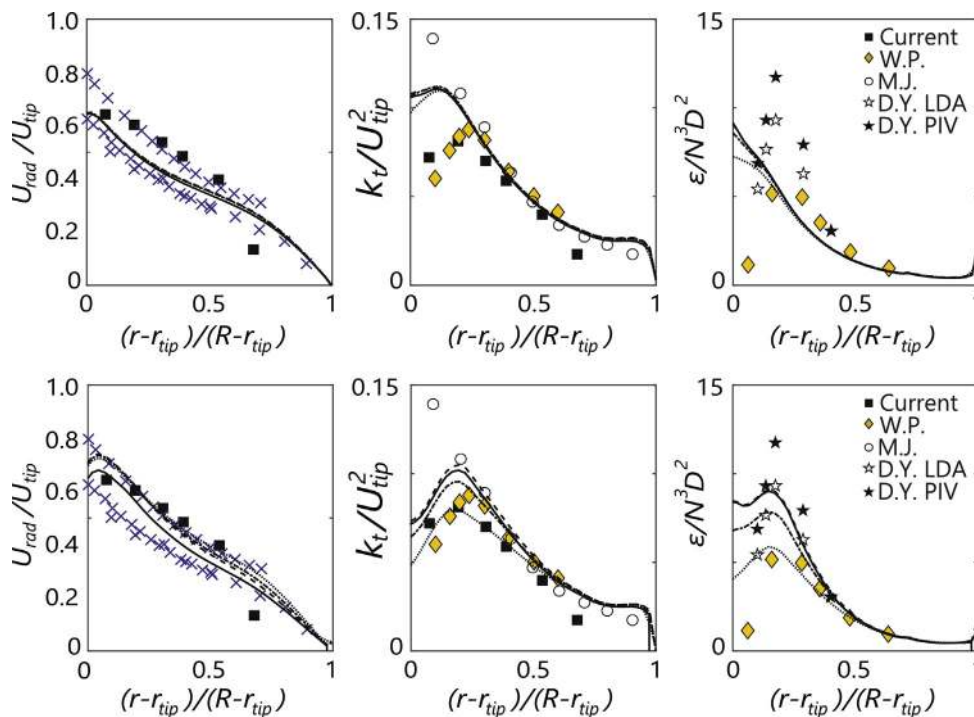 1.0
0.8
0.6
0.4
0.2
0
U_rad/U_tip
0
0.5
1
(r-r_tip)/(R-r_tip)
0.15
0
k_t/U_tip^2
0
0.5
1
(r-r_tip)/(R-r_tip)
15
0
ε/N^3D^2
0
0.5
1
(r-r_tip)/(R-r_tip)
Current
W.P.
M.J.
D.Y. LDA
D.Y. PIV
1.0
0.8
0.6
0.4
0.2
0
U_rad/U_tip
0
0.5
1
(r-r_tip)/(R-r_tip)
0.15
0
k_t/U_tip^2
0
0.5
1
(r-r_tip)/(R-r_tip)
15
0
ε/N^3D^2
0
0.5
1
(r-r_tip)/(R-r_tip)
Current
W.P.
M.J.
D.Y. LDA
D.Y. PIV